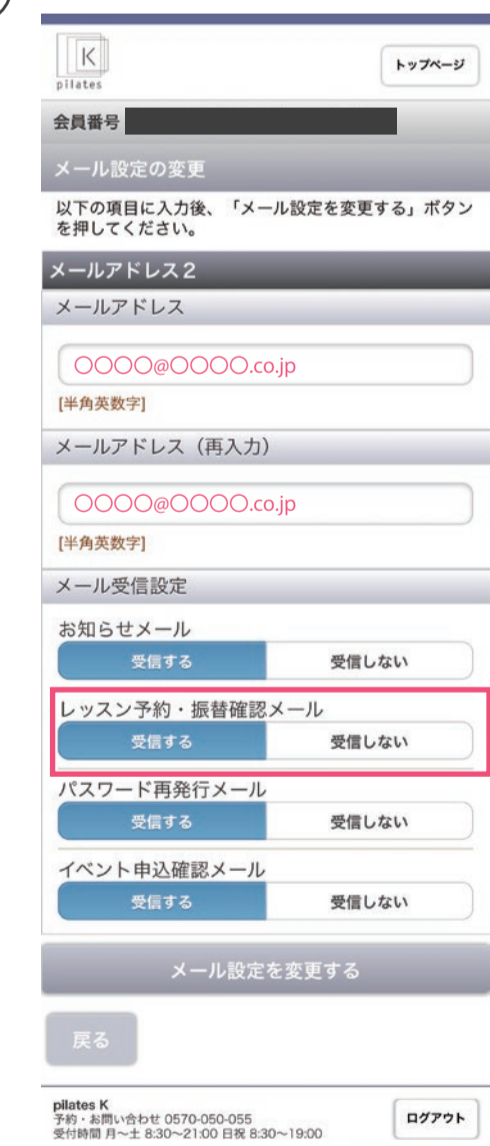 K
pilates
トップページ
会員番号
メール設定の変更
以下の項目に入力後、「メール設定を変更する」ボタン
を押してください。
メールアドレス2
メールアドレス
〇〇〇〇@〇〇〇〇.co.jp
[半角英数字]
メールアドレス（再入力）
〇〇〇〇@〇〇〇〇.co.jp
[半角英数字]
メール受信設定
お知らせメール
受信する 受信しない
レッスン予約・振替確認メール
受信する 受信しない
パスワード再発行メール
受信する 受信しない
イベント申込確認メール
受信する 受信しない
メール設定を変更する
戻る
pilates K
予約・お問い合わせ 0570-050-055
受付時間 月～土 8:30～21:00 日祝 8:30～19:00
ログアウト